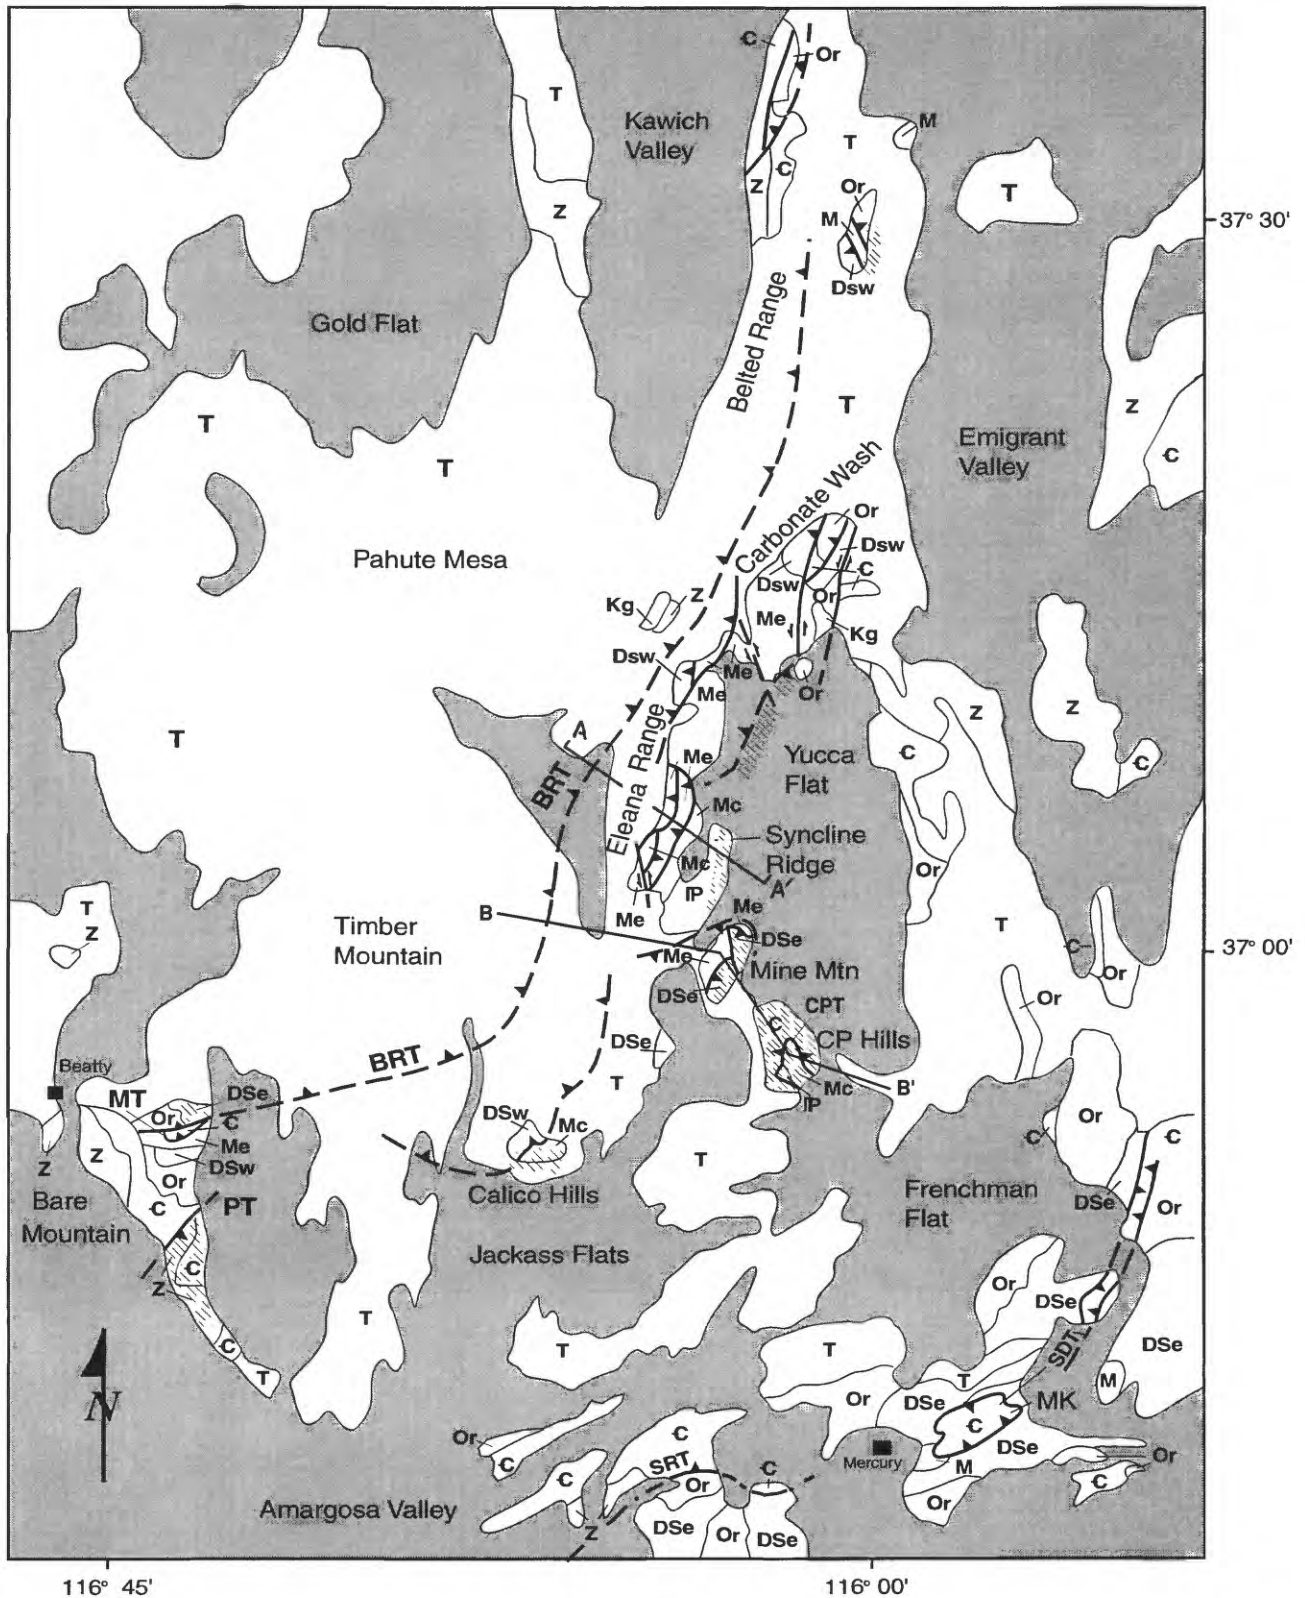 Ꞓ
Or
T
Kawich
Valley
M
T
Ꞓ
Z
Or
T
Z
M
37° 30'
Dsw
Gold Flat
Belted Range
T
T
Z
Emigrant
Valley
Ꞓ
T
Carbonate Wash
Or
Dsw
Pahute Mesa
Dsw
Ꞓ
Kg
Z
Or
Me
Kg
Dsw
Me
Me
Or
Z
Z
T
A
Eleana Range
Me
Yucca
Flat
Ꞓ
Ꞓ
BRT
Mc
Syncline
Ridge
Mc
Or
A'
IP
T
Z
Me
Me
T
B
Timber
Mountain
DSe
Ꞓ
37° 00'
Me
Mine Mtn
Or
DSe
Or
CPT
Ꞓ
CP Hills
DSe
BRT
Beatty
T
Mc
B'
MT
DSe
IP
Or
Or
Ꞓ
DSw
Mc
Ꞓ
Ꞓ
Me
Z
Z
DSw
T
Or
Calico Hills
Frenchman
Flat
DSe
Or
Bare
Mountain
Ꞓ
PT
Jackass Flats
Z
Ꞓ
Or
DSe
T
DSe
SDT
Ꞓ
T
T
T
T
M
N
Or
DSe
MK
Ꞓ
Or
Ꞓ
Ꞓ
DSe
Or
Mercury
SRT
Ꞓ
M
Ꞓ
Ꞓ
Or
Or
Amargosa Valley
Z
DSe
Or
DSe
116° 45'
116° 00'